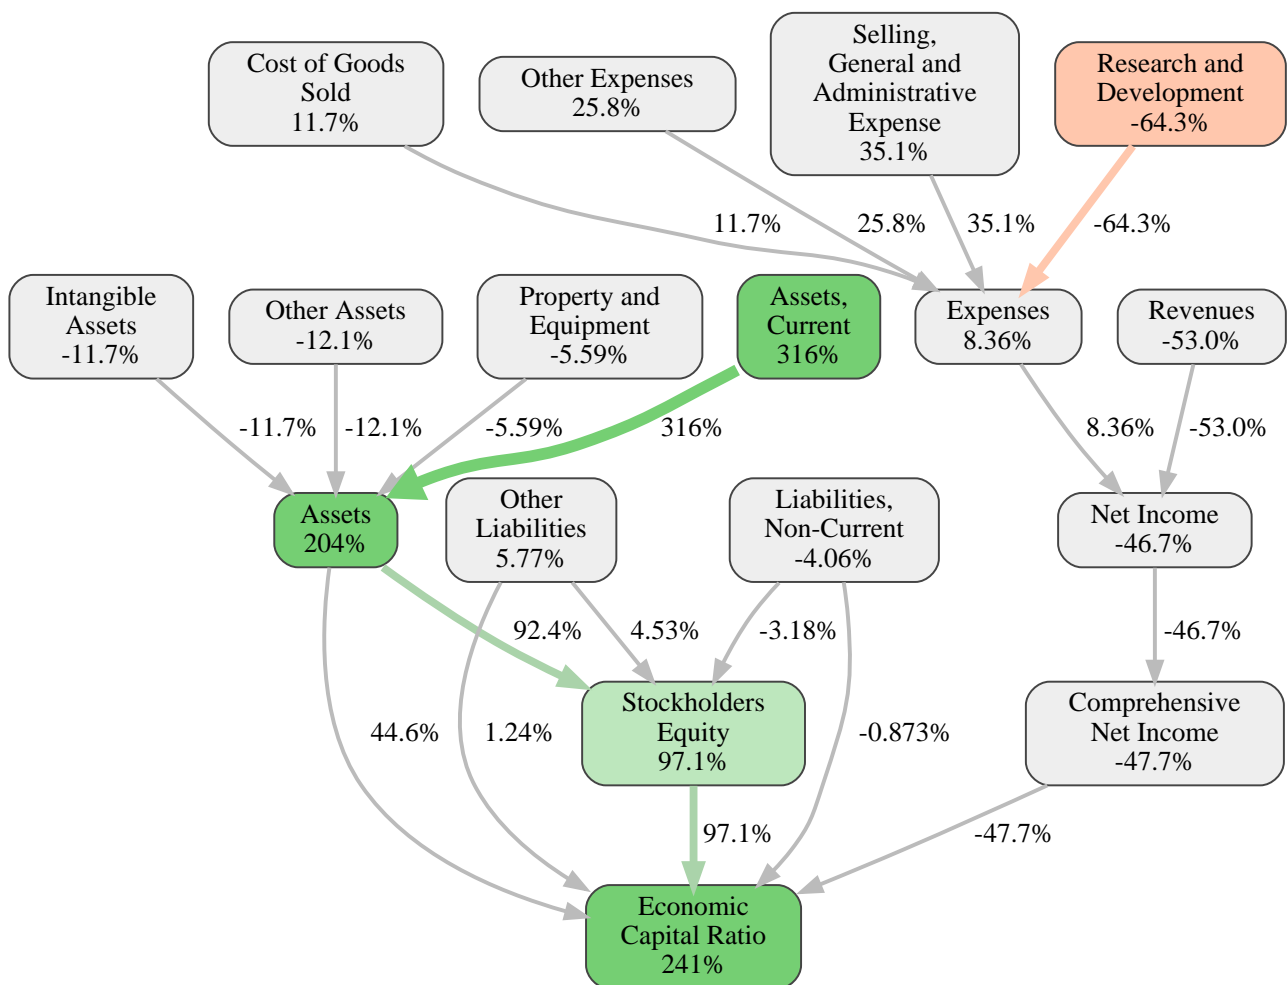 Cost of Goods
Sold
11.7%
Other Expenses
25.8%
Selling,
General and
Administrative
Expense
35.1%
Research and
Development
-64.3%
11.7%
25.8%
35.1%
-64.3%
Intangible
Assets
-11.7%
Other Assets
-12.1%
Property and
Equipment
-5.59%
Assets,
Current
316%
Expenses
8.36%
Revenues
-53.0%
-11.7%
-12.1%
-5.59%
316%
8.36%
-53.0%
Assets
204%
Other
Liabilities
5.77%
Liabilities,
Non-Current
-4.06%
Net Income
-46.7%
92.4%
4.53%
-3.18%
-46.7%
44.6%
1.24%
Stockholders
Equity
97.1%
-0.873%
Comprehensive
Net Income
-47.7%
97.1%
-47.7%
Economic
Capital Ratio
241%